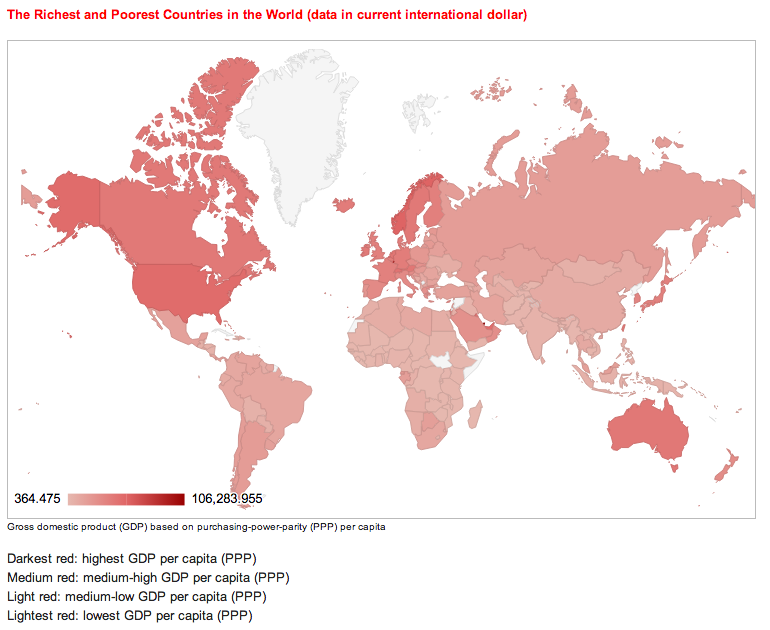 The Richest and Poorest Countries in the World (data in current international dollar)
364.475 106,283.955
Gross domestic product (GDP) based on purchasing-power-parity (PPP) per capita
Darkest red: highest GDP per capita (PPP)
Medium red: medium-high GDP per capita (PPP)
Light red: medium-low GDP per capita (PPP)
Lightest red: lowest GDP per capita (PPP)